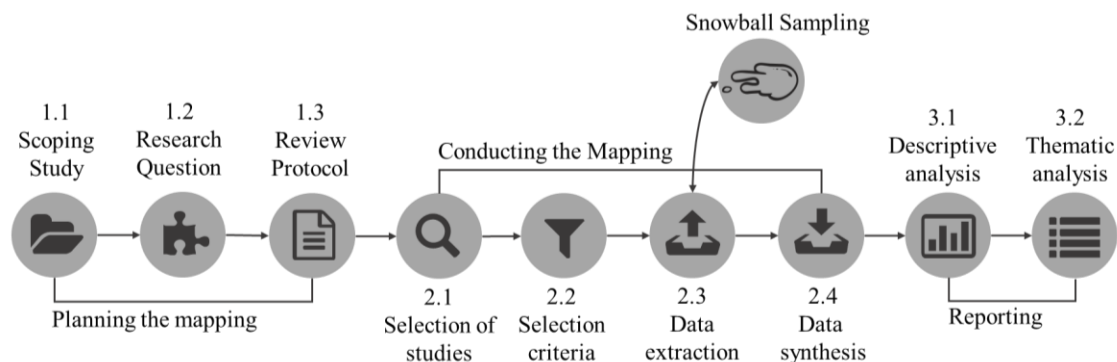 Snowball Sampling
1.1
Scoping
Study
1.2
Research
Question
1.3
Review
Protocol
Conducting the Mapping
3.1
Descriptive
analysis
3.2
Thematic
analysis
Planning the mapping
2.1
Selection of
studies
2.2
Selection
criteria
2.3
Data
extraction
2.4
Data
synthesis
Reporting